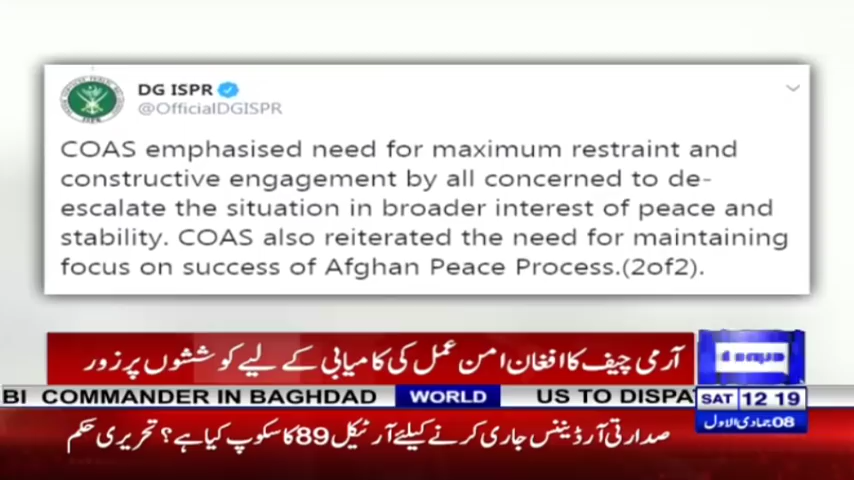 DG ISPR
@OfficialDGISPR
COAS emphasised need for maximum restraint and
constructive engagement by all concerned to de-
escalate the situation in broader interest of peace and
stability. COAS also reiterated the need for maintaining
focus on success of Afghan Peace Process.(2of2).
آرمی چیف کا افغان امن عمل کی کامیابی کے لیے کوششوں پر زور
BI COMMANDER IN BAGHDAD WORLD US TO DISPA
SAT 12 19
08 جمادی الاول
صدارتی آرڈیننس جاری کرنے کیلئے آرٹیکل 89 کا سکوپ کیا ہے؟ تحریری حکم